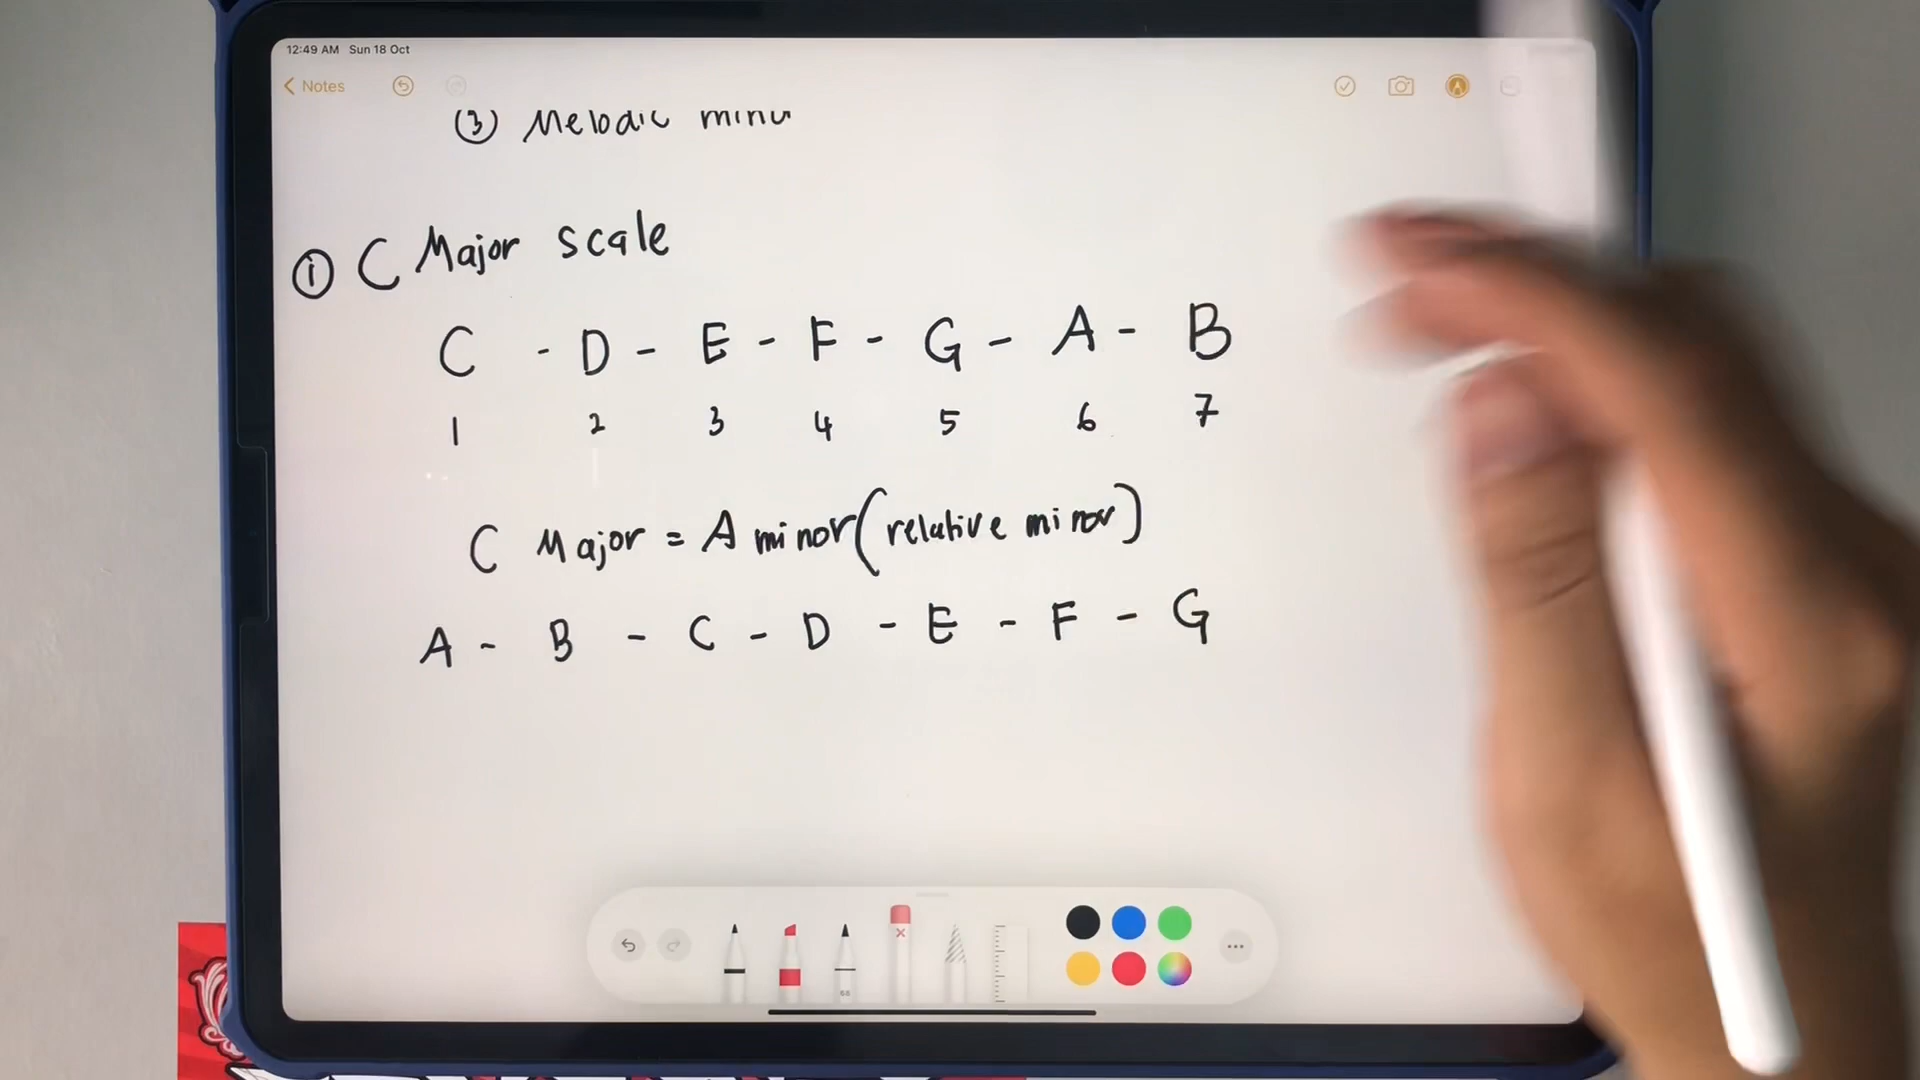 12:49 AM Sun 18 Oct
Notes
(3) Melodic
① C Major scale
C - D - E - F - G - A - B
1 2 3 4 5 6 7
C Major = A minor (relative minor)
A - B - C - D - E - F - G